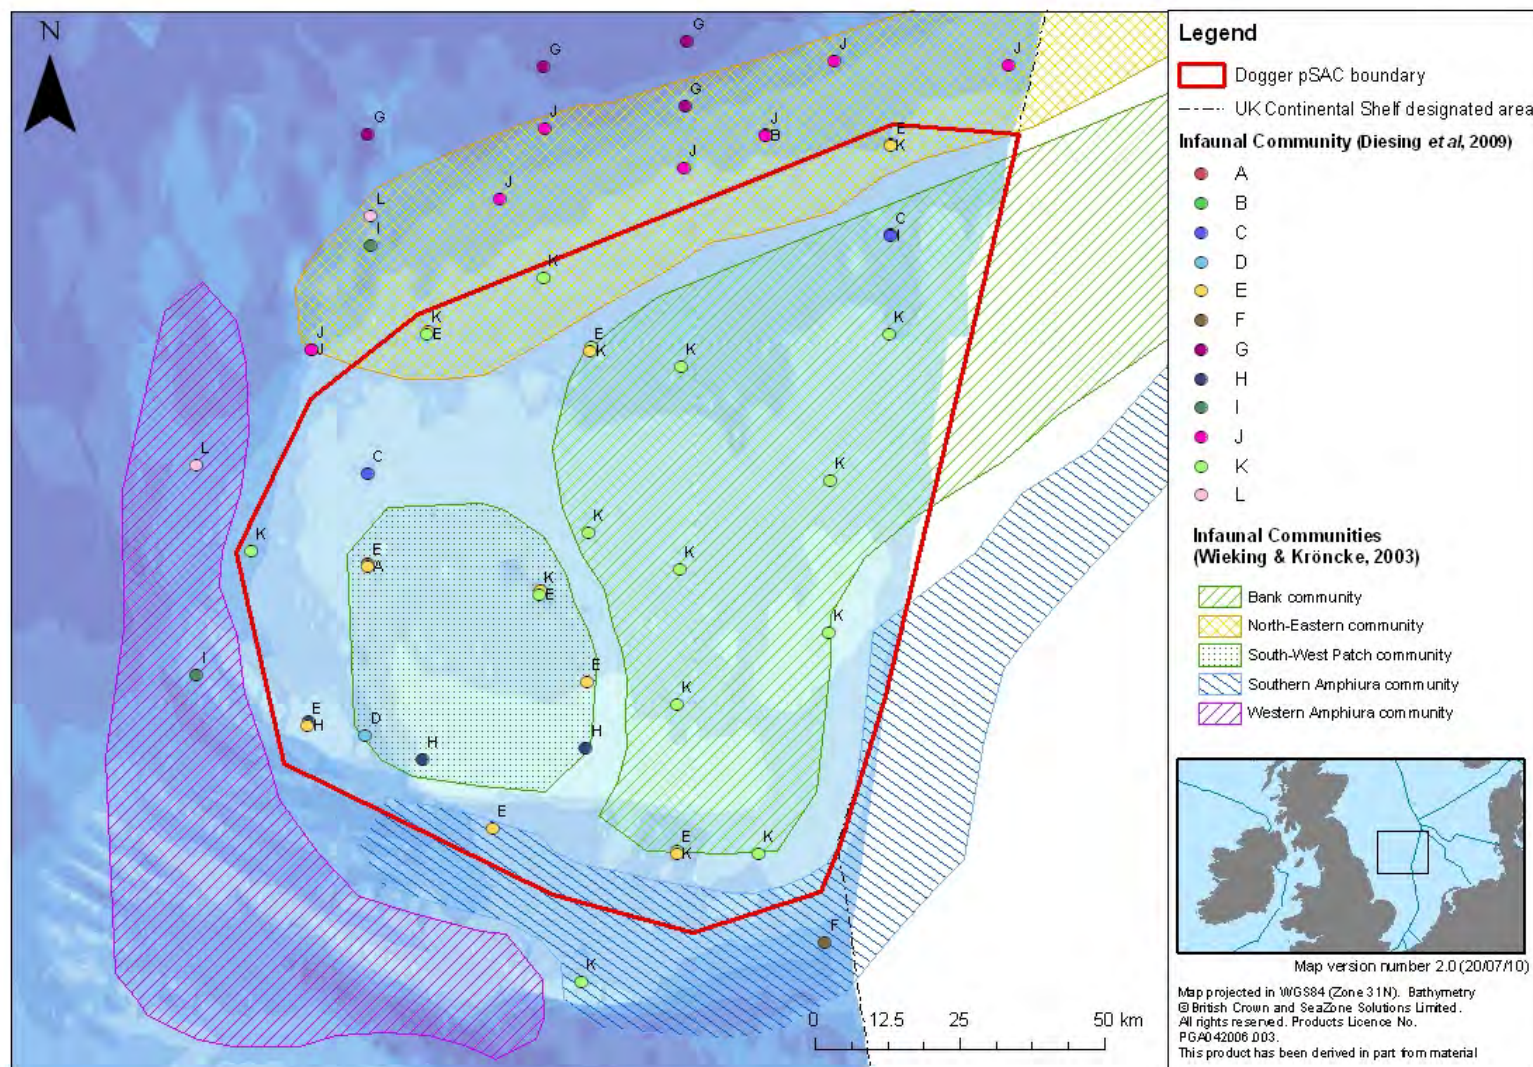 N
G
G
J
J
G
G
J
J
B
E
K
J
J
L
I
C
I
K
K
E
J
J
E
K
K
K
L
C
K
K
K
K
E
A
K
E
K
I
E
K
E
H
D
H
H
E
E
K
K
F
K
0 12.5 25 50 km
Legend
Dogger pSAC boundary
UK Continental Shelf designated area
Infaunal Community (Diesing et al, 2009)
A
B
C
D
E
F
G
H
I
J
K
L
Infaunal Communities
(Wieking & Kröncke, 2003)
Bank community
North-Eastern community
South-West Patch community
Southern Amphiura community
Western Amphiura community
Map version number 2.0 (20/07/10)
Map projected in WGS84 (Zone 31N). Bathymetry
© British Crown and SeaZone Solutions Limited.
All rights reserved. Products Licence No.
PGA042006.003.
This product has been derived in part from material